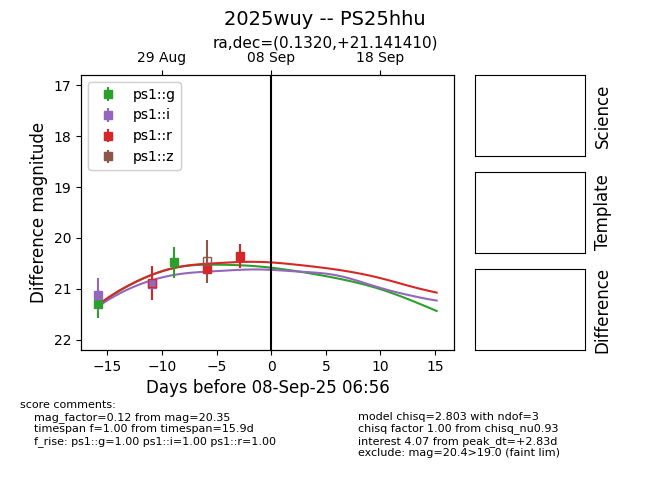 2025wuy -- PS25hhu
ra,dec=(0.1320,+21.141410)
29 Aug 08 Sep 18 Sep
ps1::g
ps1::i
ps1::r
ps1::z
Difference magnitude
17
18
19
20
21
22
−15 −10 −5 0 5 10 15
Days before 08-Sep-25 06:56
Science
Template
Difference
score comments:
mag_factor=0.12 from mag=20.35
timespan f=1.00 from timespan=15.9d
f_rise: ps1::g=1.00 ps1::i=1.00 ps1::r=1.00
model chisq=2.803 with ndof=3
chisq factor 1.00 from chisq_nu0.93
interest 4.07 from peak_dt=+2.83d
exclude: mag=20.4>19.0 (faint lim)